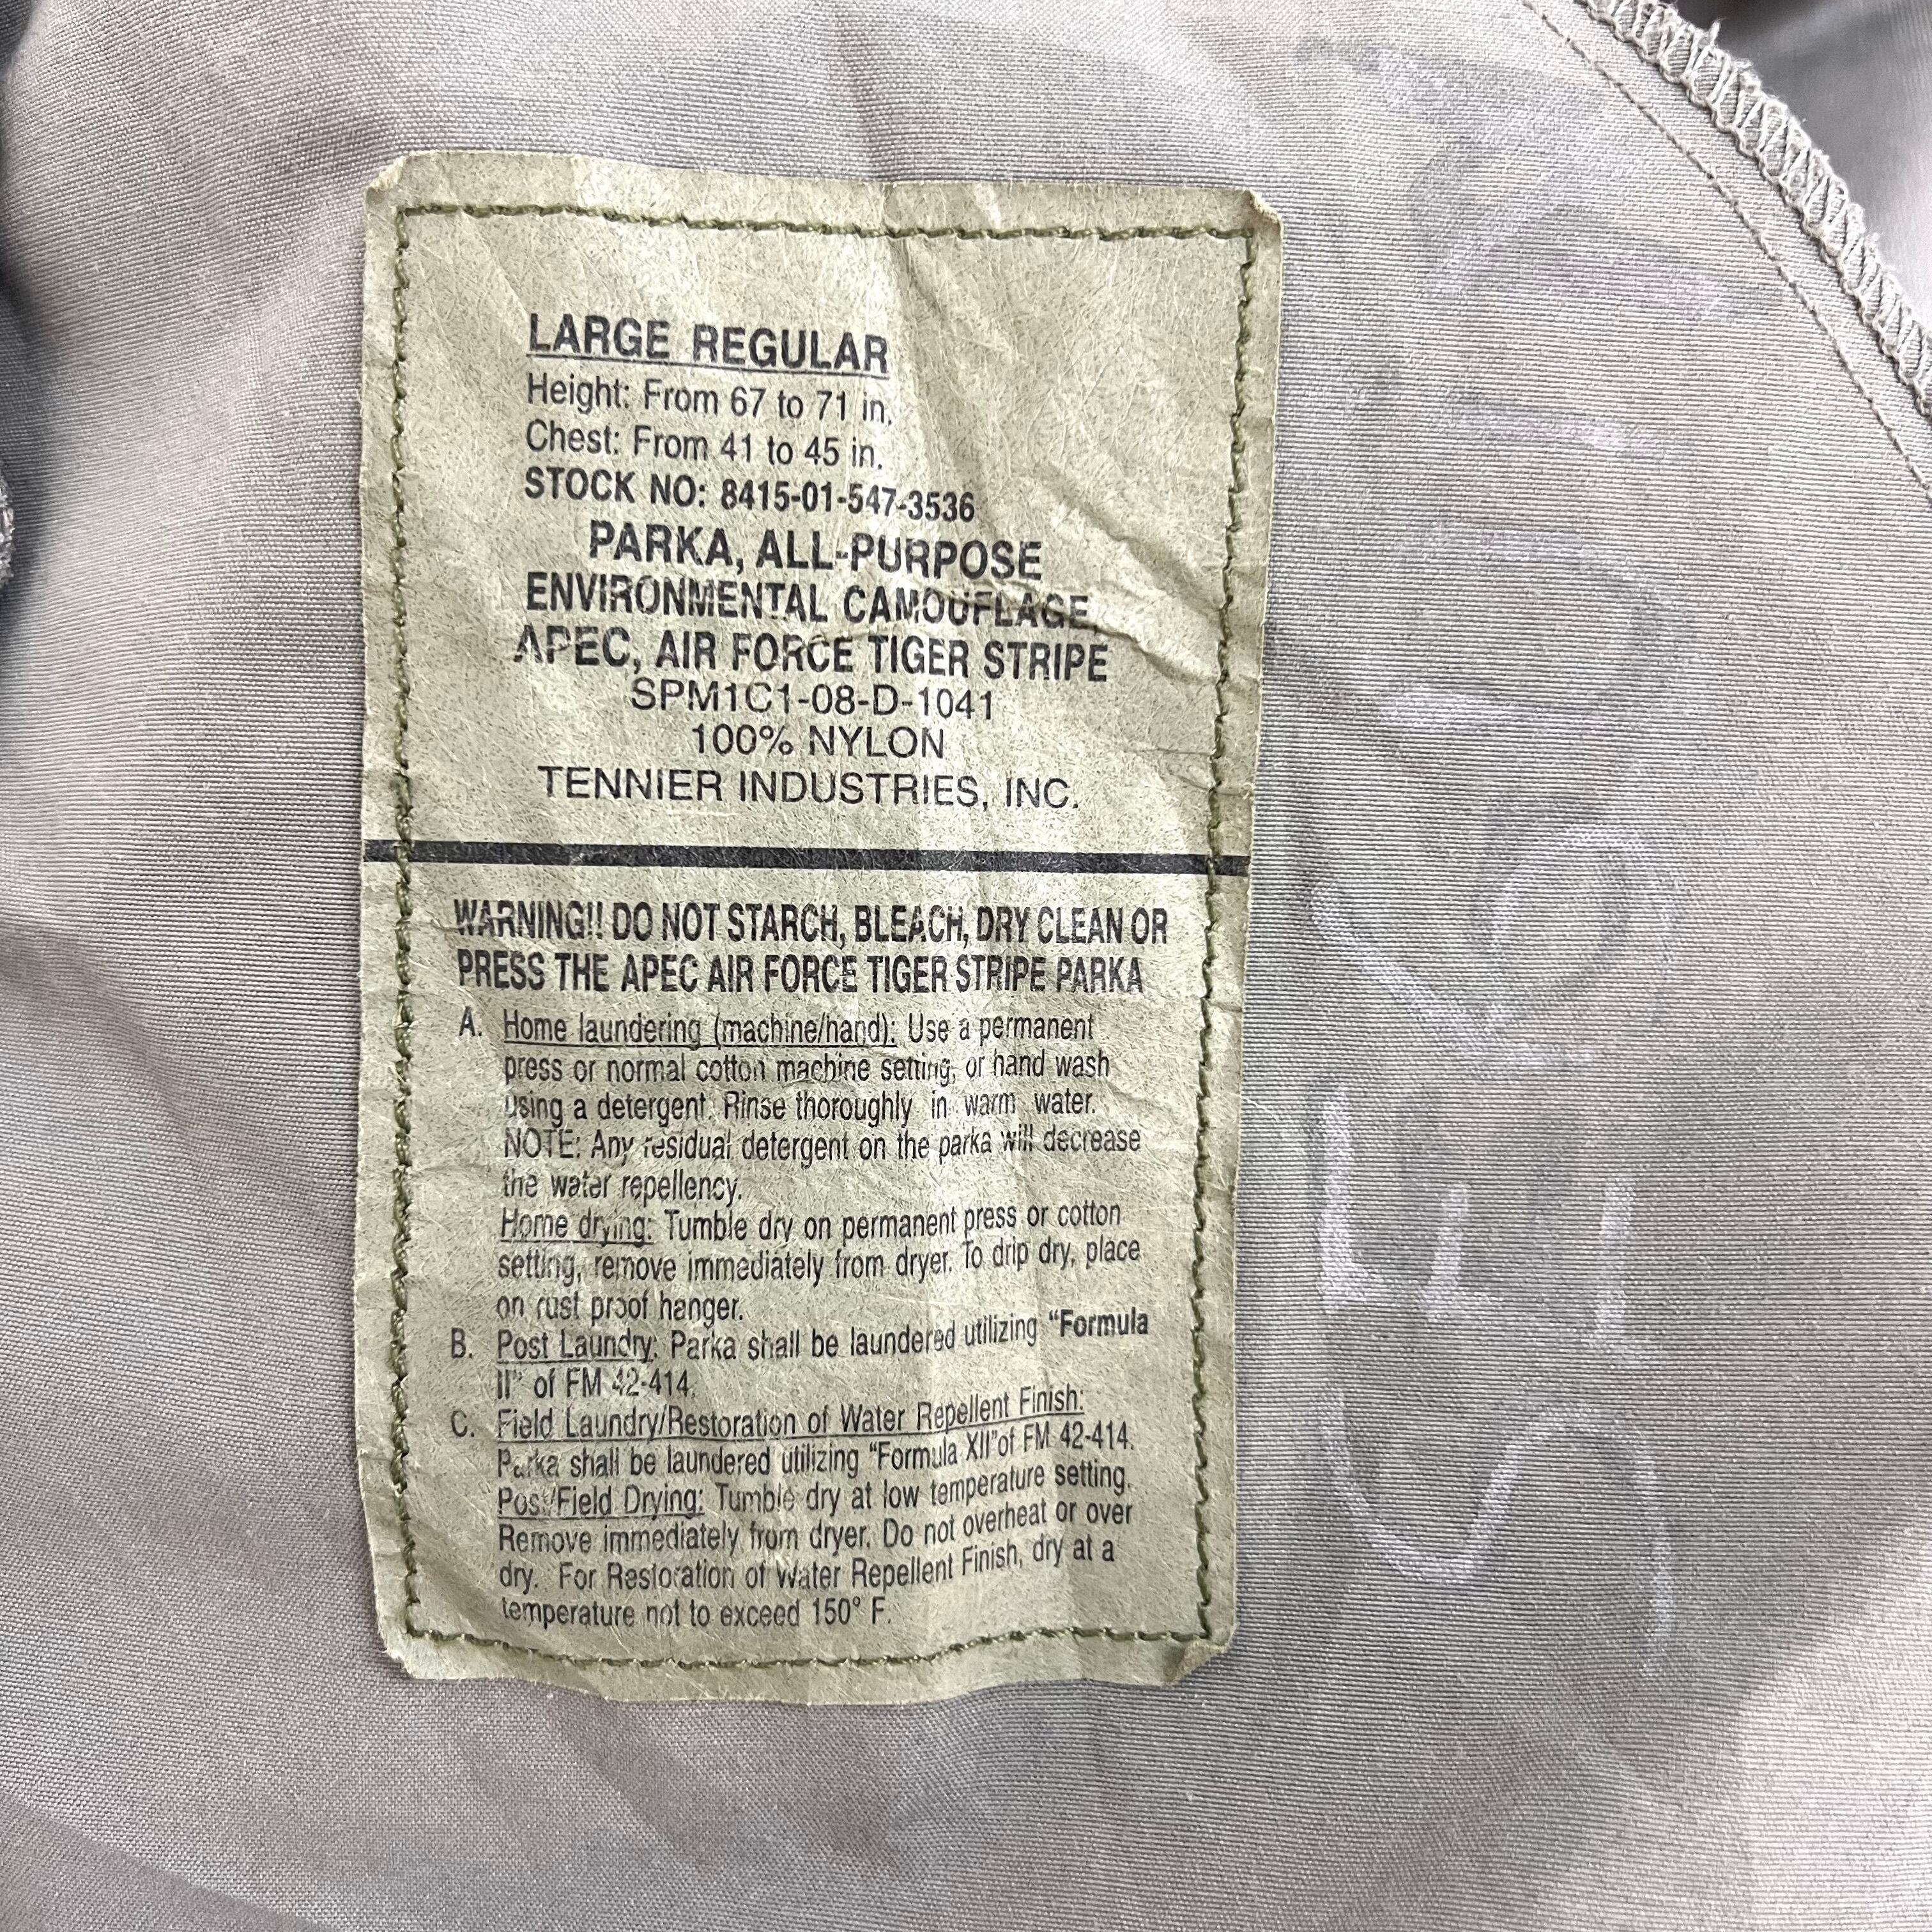 LARGE REGULAR
Height: From 67 to 71 in.
Chest: From 41 to 45 in.
STOCK NO: 8415-01-547-3536
PARKA, ALL-PURPOSE
ENVIRONMENTAL CAMOUFLAGE,
APEC, AIR FORCE TIGER STRIPE
SPM1C1-08-D-1041
100% NYLON
TENNIER INDUSTRIES, INC.
WARNING!! DO NOT STARCH, BLEACH, DRY CLEAN OR
PRESS THE APEC AIR FORCE TIGER STRIPE PARKA
A. Home laundering (machine/hand): Use a permanent
press or normal cotton machine setting, or hand wash
using a detergent. Rinse thoroughly in warm water.
NOTE: Any residual detergent on the parka will decrease
the water repellency.
Home drying: Tumble dry on permanent press or cotton
setting, remove immediately from dryer. To drip dry, place
on rust proof hanger.
B. Post Laundry: Parka shall be laundered utilizing "Formula
II" of FM 42-414.
C. Field Laundry/Restoration of Water Repellent Finish:
Parka shall be laundered utilizing "Formula XII"of FM 42-414.
Post/Field Drying: Tumble dry at low temperature setting.
Remove immediately from dryer. Do not overheat or over
dry. For Restoration of Water Repellent Finish, dry at a
temperature not to exceed 150° F.